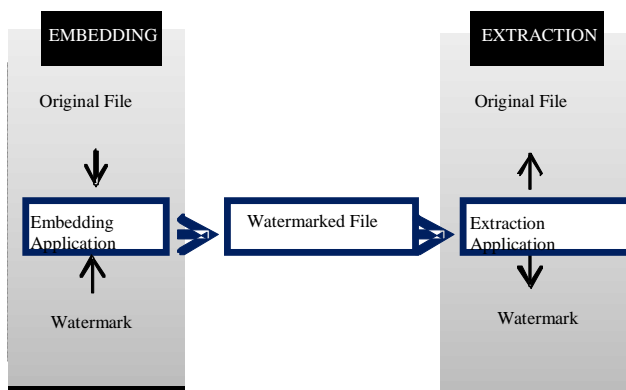 EMBEDDING
Original File
Embedding
Application
Watermark
Watermarked File
EXTRACTION
Original File
Extraction
Application
Watermark